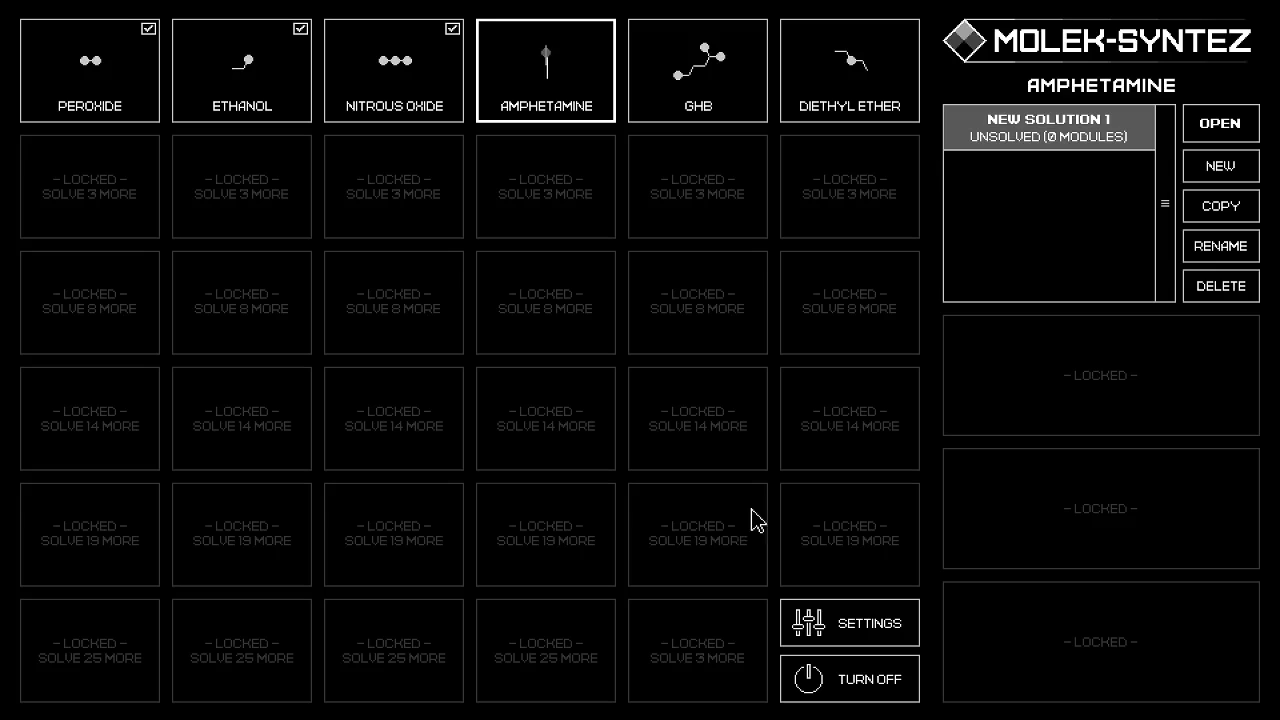 MOLEK-SYNTEZ
PEROXIDE
ETHANOL
NITROUS OXIDE
AMPHETAMINE
GHB
DIETHYL ETHER
AMPHETAMINE
NEW SOLUTION 1
UNSOLVED (0 MODULES)
OPEN
NEW
COPY
RENAME
DELETE
- LOCKED -
SOLVE 3 MORE
- LOCKED -
SOLVE 3 MORE
- LOCKED -
SOLVE 3 MORE
- LOCKED -
SOLVE 3 MORE
- LOCKED -
SOLVE 3 MORE
- LOCKED -
SOLVE 3 MORE
- LOCKED -
SOLVE 8 MORE
- LOCKED -
SOLVE 8 MORE
- LOCKED -
SOLVE 8 MORE
- LOCKED -
SOLVE 8 MORE
- LOCKED -
SOLVE 8 MORE
- LOCKED -
SOLVE 8 MORE
- LOCKED -
SOLVE 14 MORE
- LOCKED -
SOLVE 14 MORE
- LOCKED -
SOLVE 14 MORE
- LOCKED -
SOLVE 14 MORE
- LOCKED -
SOLVE 14 MORE
- LOCKED -
SOLVE 14 MORE
- LOCKED -
SOLVE 19 MORE
- LOCKED -
SOLVE 19 MORE
- LOCKED -
SOLVE 19 MORE
- LOCKED -
SOLVE 19 MORE
- LOCKED -
SOLVE 19 MORE
- LOCKED -
SOLVE 19 MORE
- LOCKED -
SOLVE 25 MORE
- LOCKED -
SOLVE 25 MORE
- LOCKED -
SOLVE 25 MORE
- LOCKED -
SOLVE 25 MORE
- LOCKED -
SOLVE 3 MORE
SETTINGS
TURN OFF
- LOCKED -
- LOCKED -
- LOCKED -